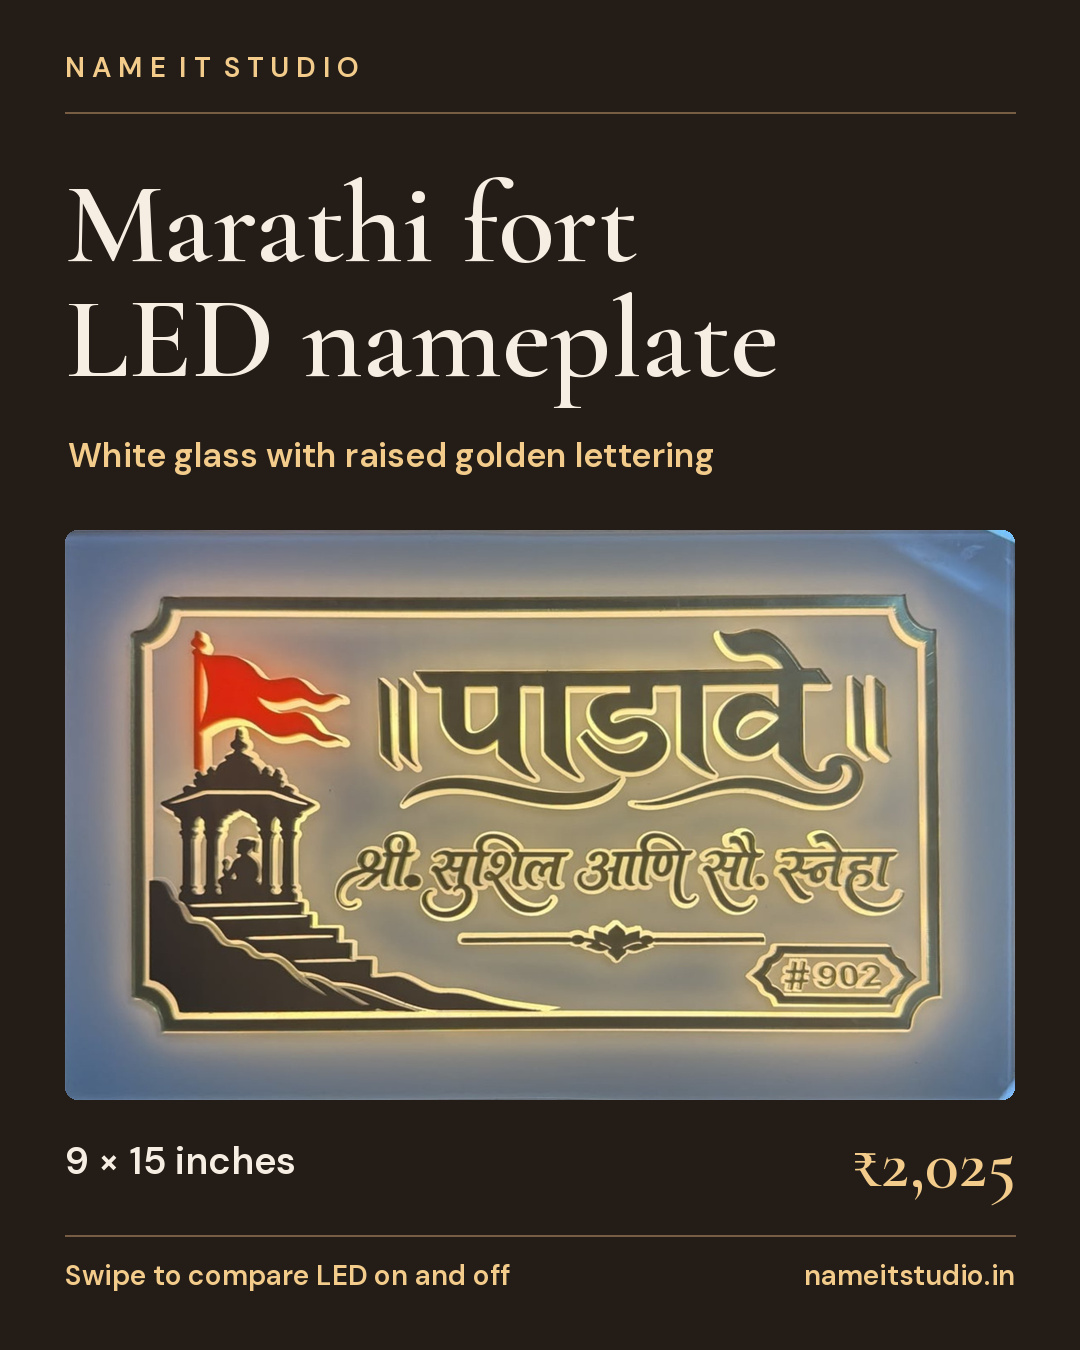 NAME IT STUDIO
Marathi fort
LED nameplate
White glass with raised golden lettering
॥ पाडावे ॥
श्री. सुशिल आणि सौ. स्नेहा
#902
9 × 15 inches
₹2,025
Swipe to compare LED on and off
nameitstudio.in